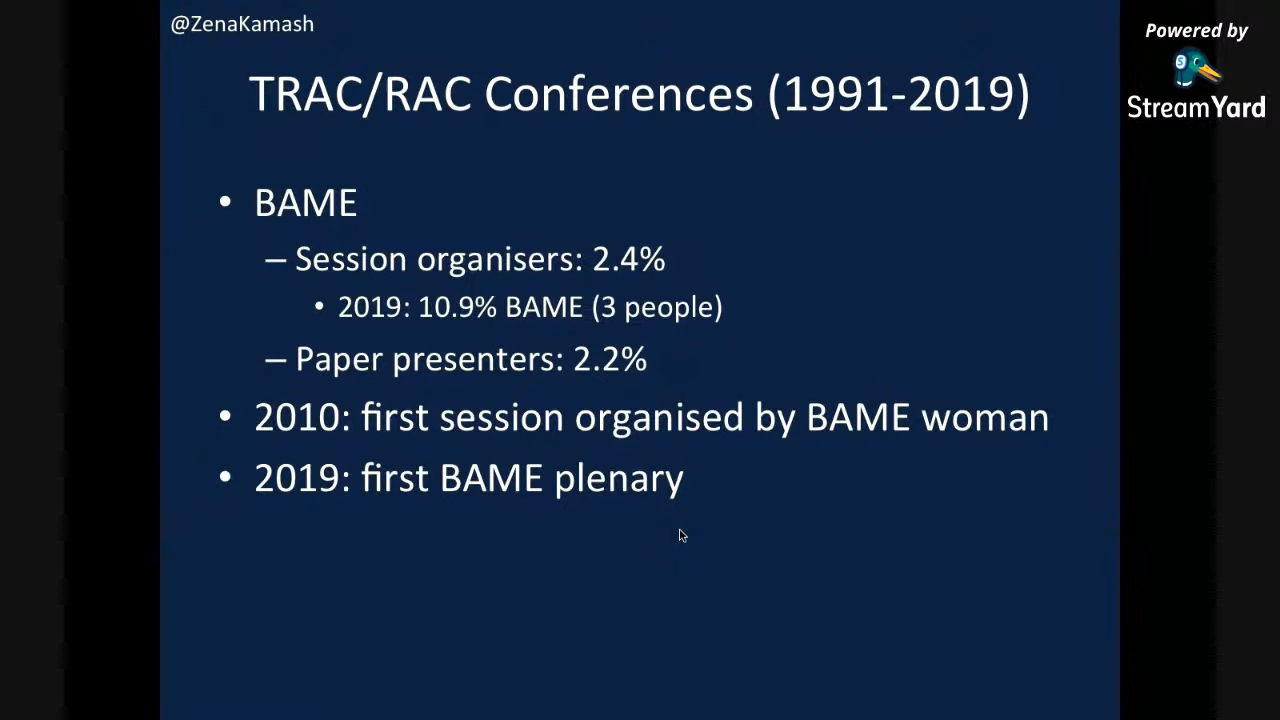 @ZenaKamash
Powered by
StreamYard
TRAC/RAC Conferences (1991-2019)
• BAME
– Session organisers: 2.4%
• 2019: 10.9% BAME (3 people)
– Paper presenters: 2.2%
• 2010: first session organised by BAME woman
• 2019: first BAME plenary